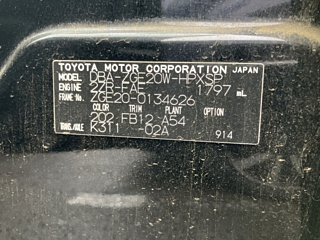 TOYOTA MOTOR CORPORATION JAPAN
MODEL DBA-ZGE20W-HPXSP
ENGINE 2ZR-FAE 1797 mL
FRAME No. ZGE20-0134626
COLOR TRIM PLANT
202 FB12 A54
TRANS./AXLE K311 -02A
914